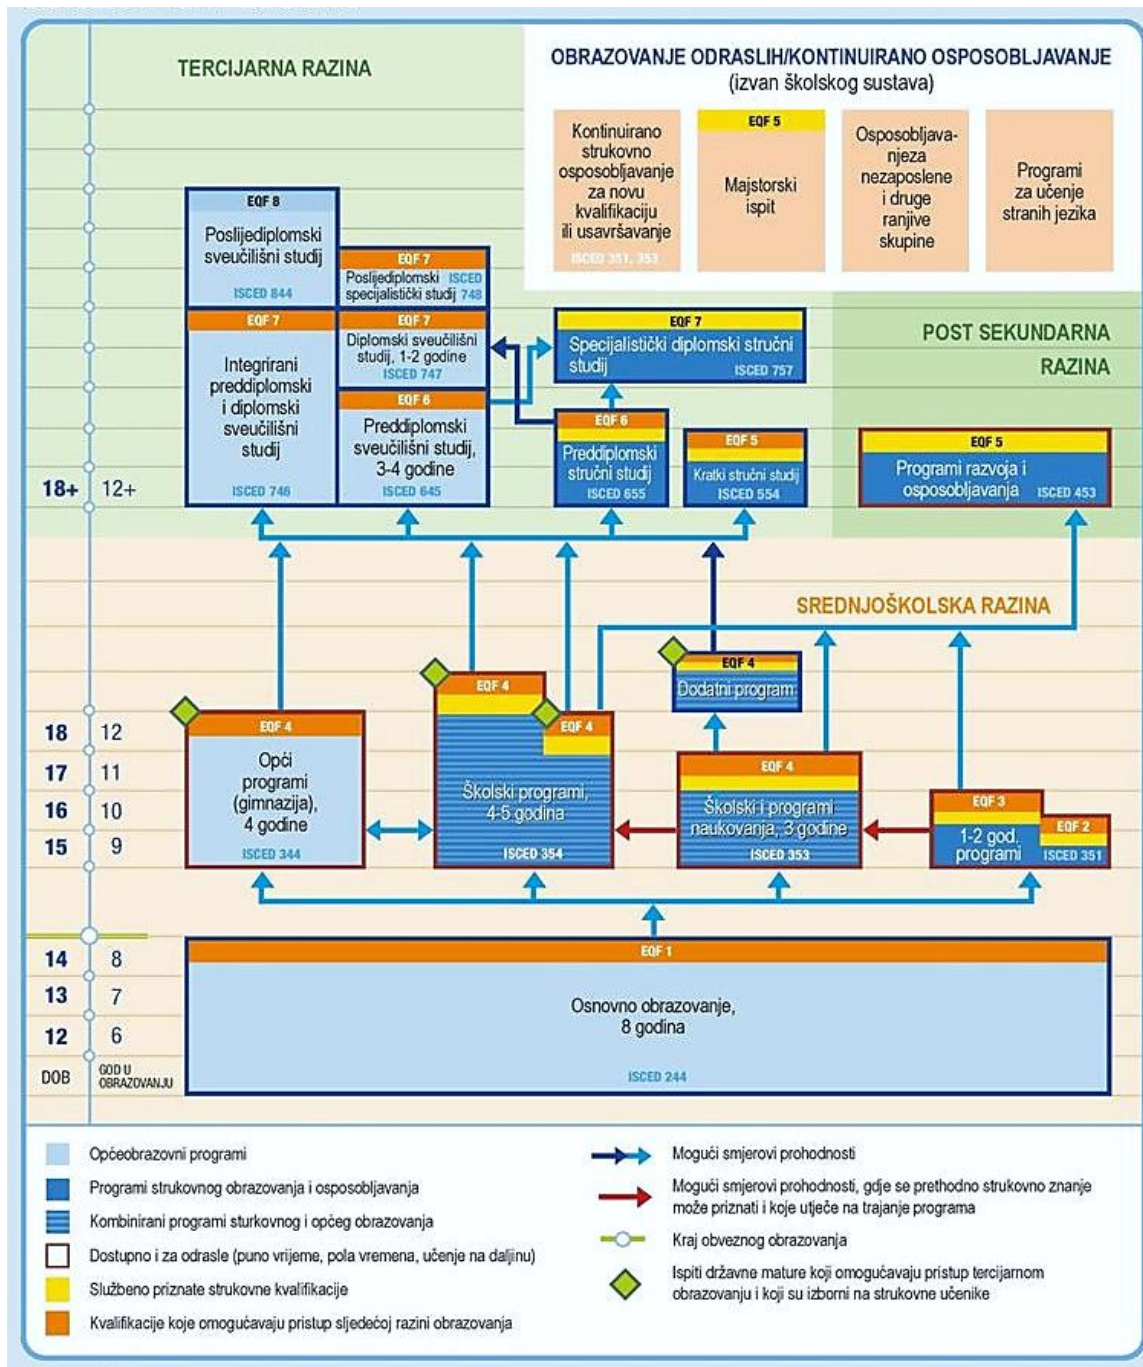 TERCIJARNA RAZINA
OBRAZOVANJE ODRASLIH/KONTINUIRANO OSPOSOBLJAVANJE
(izvan školskog sustava)
Kontinuirano
strukovno
osposobljavanje
za novu
kvalifikaciju
ili usavršavanje
ISCED 351, 353
EQF 5
Majstorski
ispit
Osposobljava-
njeza
nezaposlene
i druge
ranjive
skupine
Programi
za učenje
stranih jezika
EQF 8
Poslijediplomski
sveučilišni studij
ISCED 844
EQF 7
Poslijediplomski ISCED
specijalistički studij 748
EQF 7
Integrirani
preddiplomski
i diplomski
sveučilišni
studij
ISCED 746
EQF 7
Diplomski sveučilišni
studij, 1-2 godine
ISCED 747
EQF 6
Preddiplomski
sveučilišni studij,
3-4 godine
ISCED 645
EQF 7
Specijalistički diplomski stručni
studij
ISCED 757
EQF 6
Preddiplomski
stručni studij
ISCED 655
EQF 5
Kratki stručni studij
ISCED 554
POST SEKUNDARNA
RAZINA
EQF 5
Programi razvoja i
osposobljavanja ISCED 453
18+ 12+
SREDNJOŠKOLSKA RAZINA
EQF 4
Dodatni program
EQF 4
Opći
programi
(gimnazija),
4 godine
ISCED 344
EQF 4
EQF 4
Školski programi,
4-5 godina
ISCED 354
EQF 4
Školski i programi
naukovanja, 3 godine
ISCED 353
EQF 3
1-2 god.
programi
EQF 2
ISCED 351
18 12
17 11
16 10
15 9
EQF 1
Osnovno obrazovanje,
8 godina
ISCED 244
14 8
13 7
12 6
DOB GOD U
OBRAZOVANJU
Općeobrazovni programi
Programi strukovnog obrazovanja i osposobljavanja
Kombinirani programi sturkovnog i općeg obrazovanja
Dostupno i za odrasle (puno vrijeme, pola vremena, učenje na daljinu)
Službeno priznate strukovne kvalifikacije
Kvalifikacije koje omogućavaju pristup sljedećoj razini obrazovanja
Mogući smjerovi prohodnosti
Mogući smjerovi prohodnosti, gdje se prethodno strukovno znanje
može priznati i koje utječe na trajanje programa
Kraj obveznog obrazovanja
Ispiti državne mature koji omogućavaju pristup tercijarnom
obrazovanju i koji su izborni na strukovne učenike